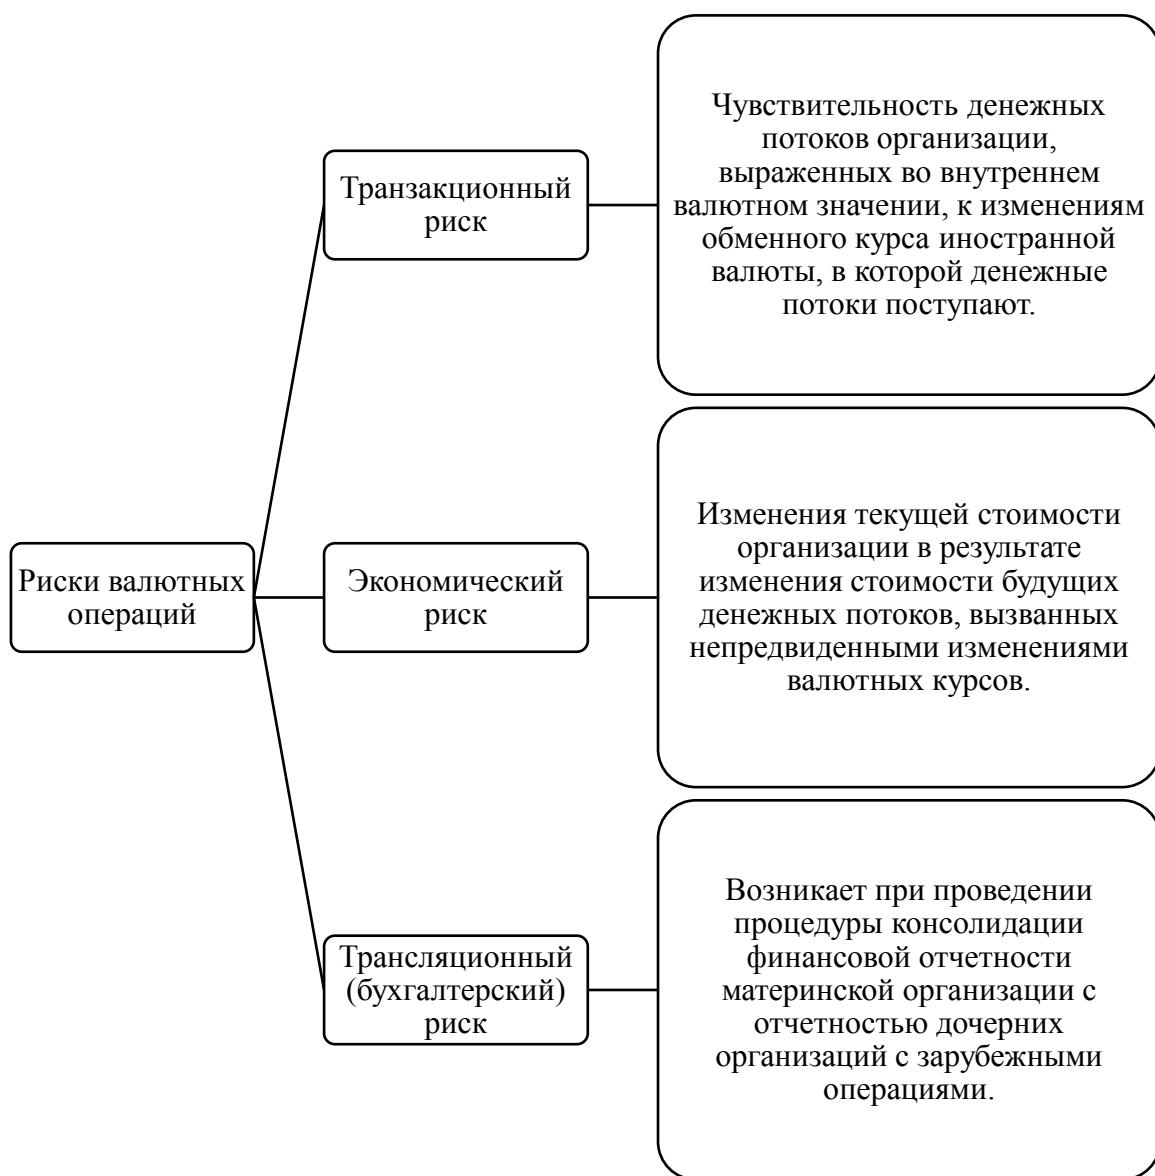 Риски валютных
операций
Транзакционный
риск
Чувствительность денежных
потоков организации,
выраженных во внутреннем
валютном значении, к изменениям
обменного курса иностранной
валюты, в которой денежные
потоки поступают.
Экономический
риск
Изменения текущей стоимости
организации в результате
изменения стоимости будущих
денежных потоков, вызванных
непредвиденными изменениями
валютных курсов.
Трансляционный
(бухгалтерский)
риск
Возникает при проведении
процедуры консолидации
финансовой отчетности
материнской организации с
отчетностью дочерних
организаций с зарубежными
операциями.